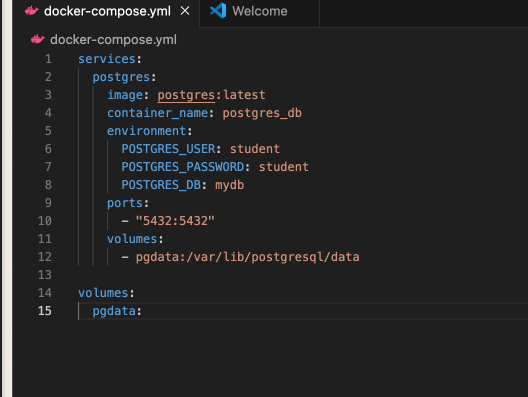 docker-compose.yml × Welcome
docker-compose.yml
1 services:
2   postgres:
3     image: postgres:latest
4     container_name: postgres_db
5     environment:
6       POSTGRES_USER: student
7       POSTGRES_PASSWORD: student
8       POSTGRES_DB: mydb
9     ports:
10       - "5432:5432"
11     volumes:
12       - pgdata:/var/lib/postgresql/data
13
14 volumes:
15   pgdata: